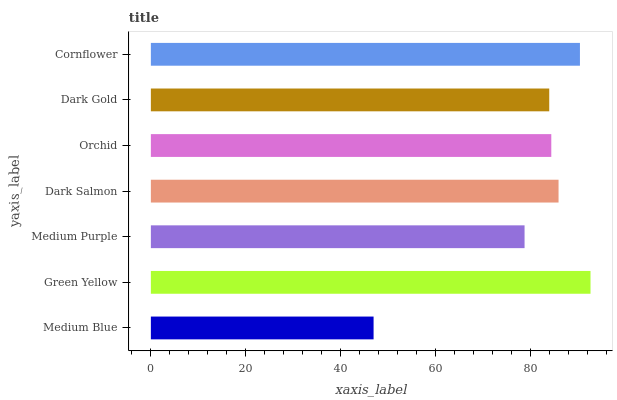 title
Cornflower
Dark Gold
Orchid
Dark Salmon
Medium Purple
Green Yellow
Medium Blue
yaxis_label
0 20 40 60 80
xaxis_label